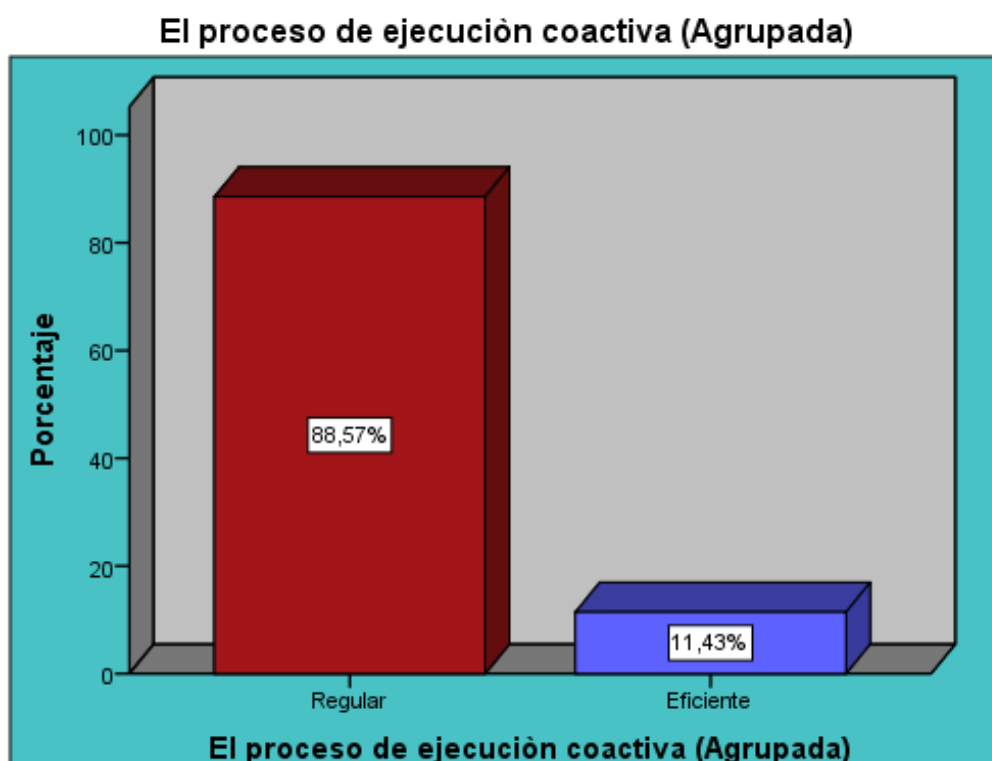 El proceso de ejecuciòn coactiva (Agrupada)
100
80
60
40
20
0
Porcentaje
88,57%
11,43%
Regular
Eficiente
El proceso de ejecuciòn coactiva (Agrupada)